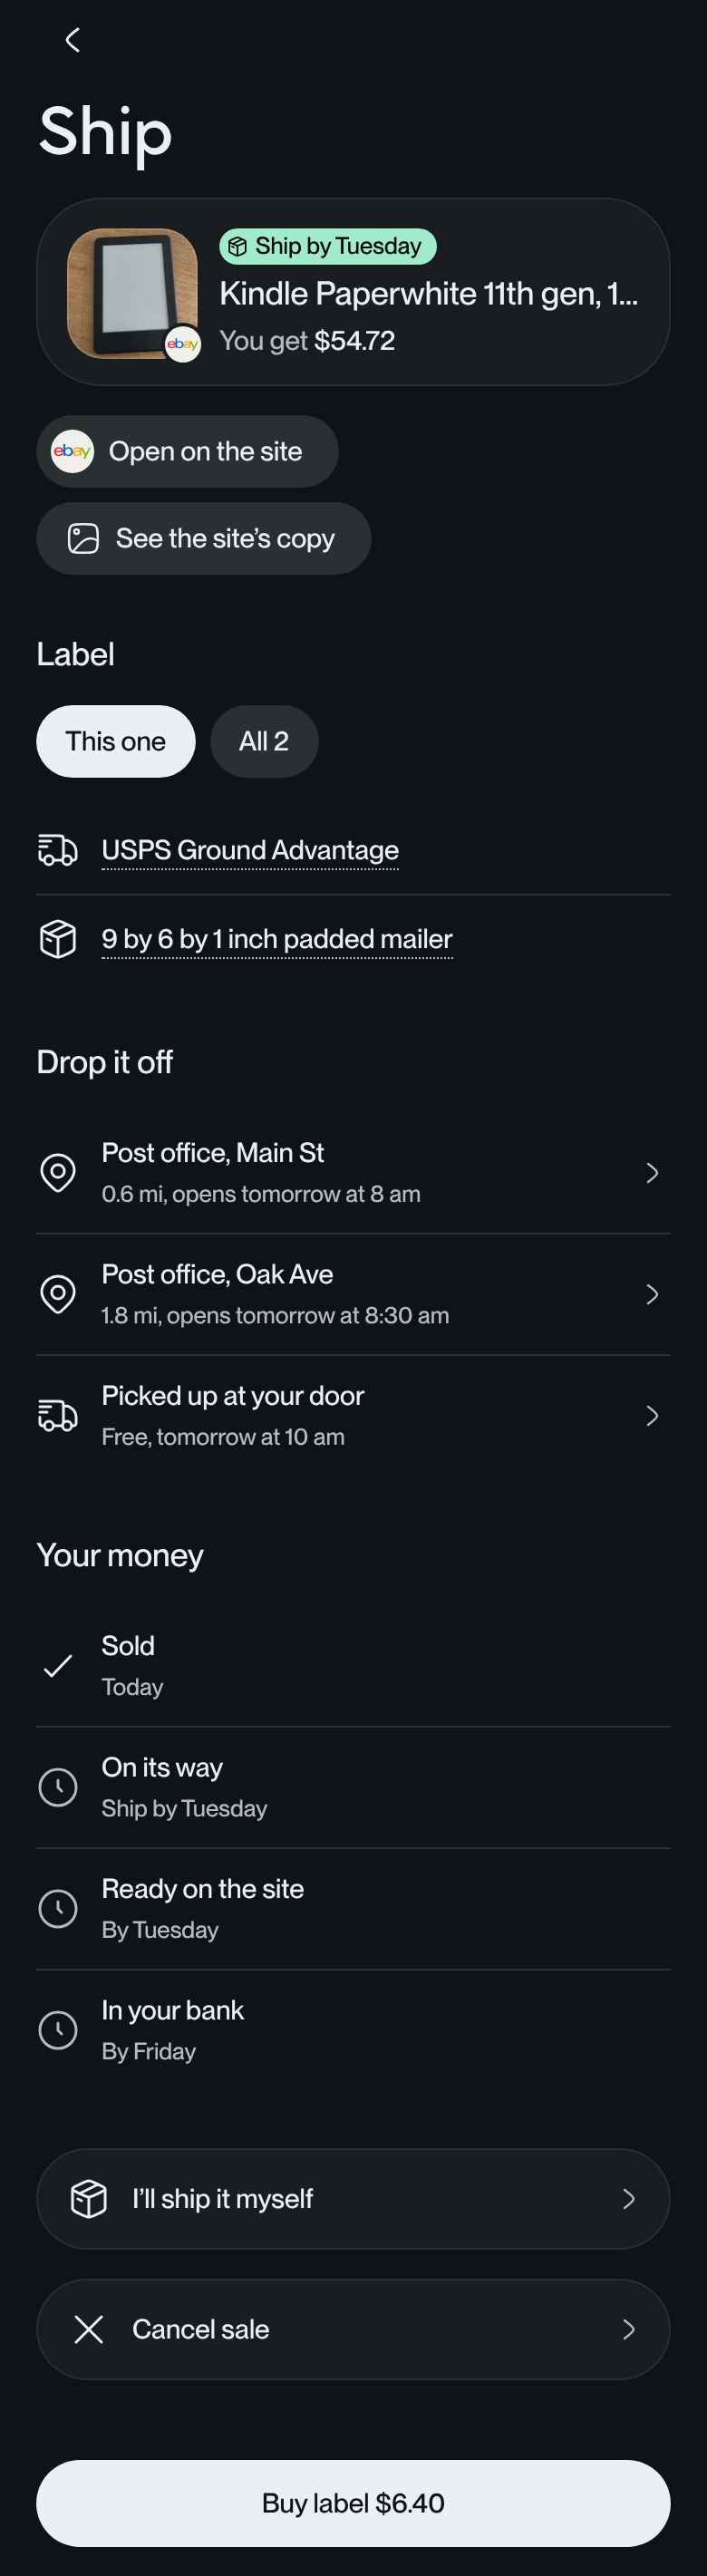 Ship
Ship by Tuesday
Kindle Paperwhite 11th gen, 1...
ebay
You get $54.72
ebay
Open on the site
See the site’s copy
Label
This one
All 2
USPS Ground Advantage
9 by 6 by 1 inch padded mailer
Drop it off
Post office, Main St
0.6 mi, opens tomorrow at 8 am
Post office, Oak Ave
1.8 mi, opens tomorrow at 8:30 am
Picked up at your door
Free, tomorrow at 10 am
Your money
Sold
Today
On its way
Ship by Tuesday
Ready on the site
By Tuesday
In your bank
By Friday
I’ll ship it myself
Cancel sale
Buy label $6.40